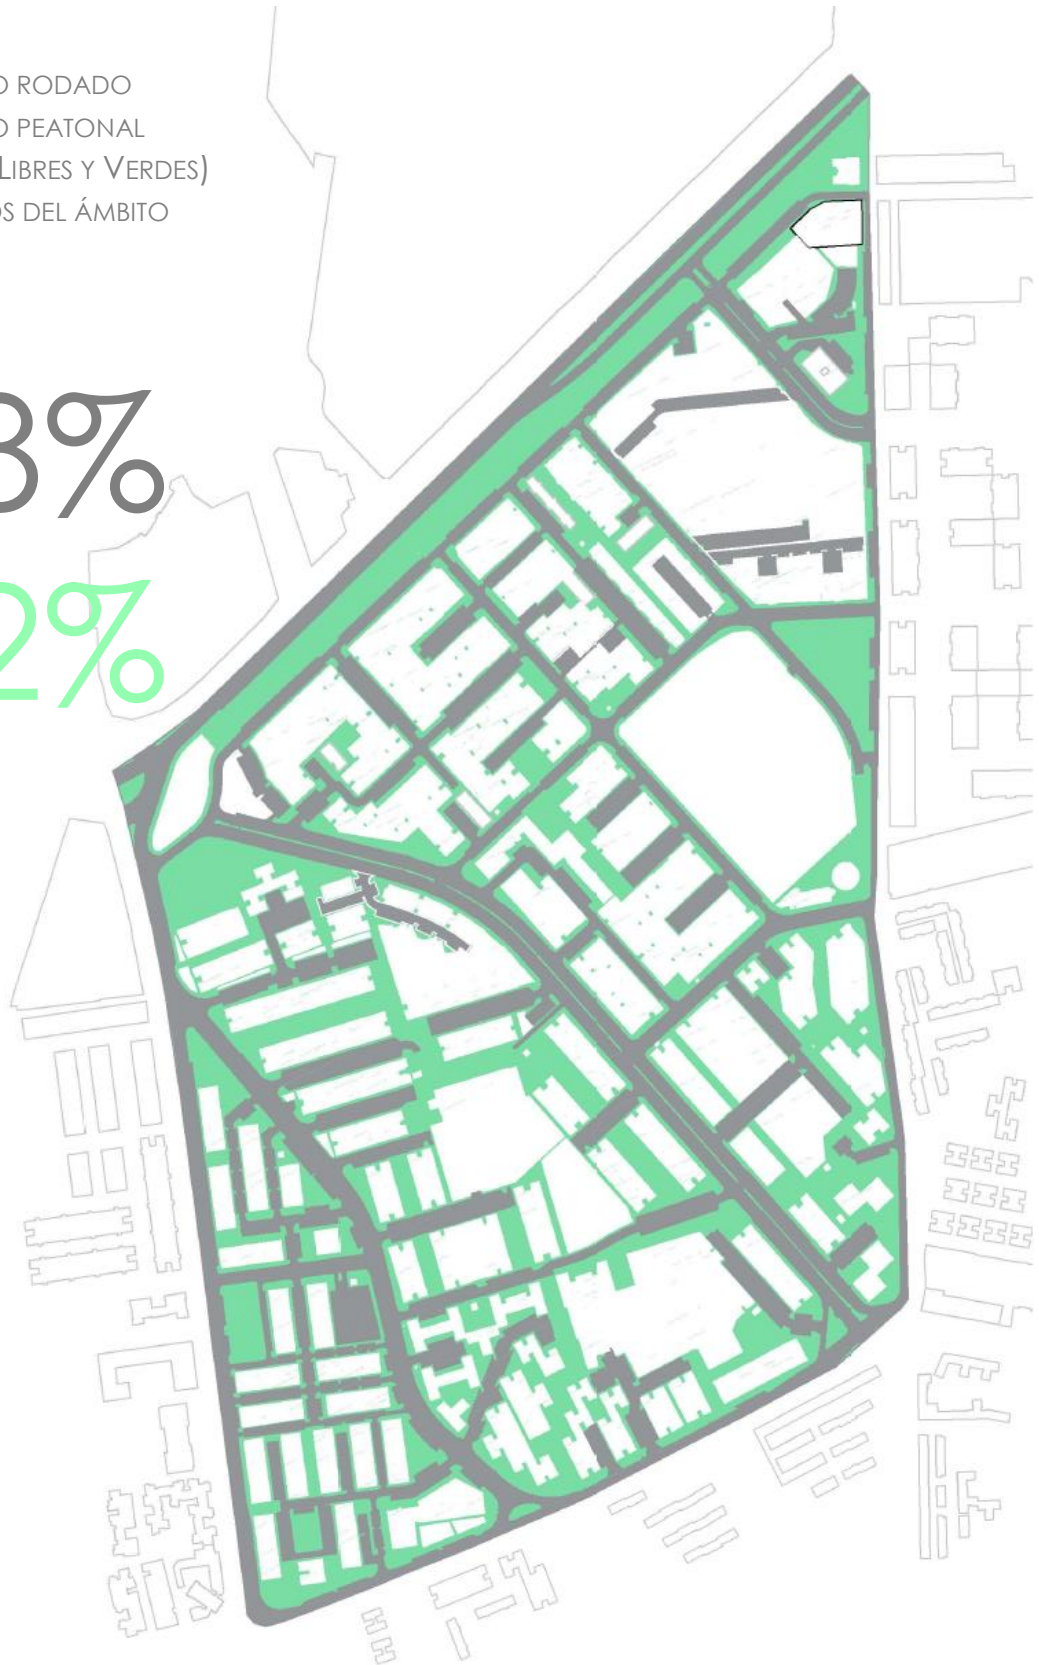 O RODADO
O PEATONAL
LIBRES Y VERDES)
OS DEL ÁMBITO
3%
2%